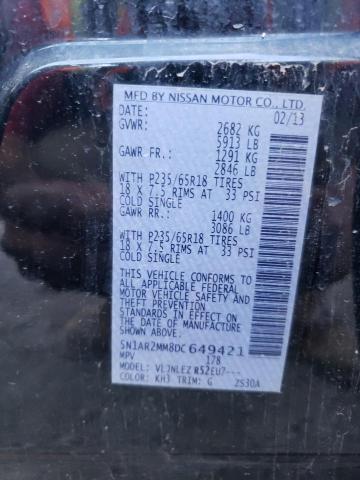 MFD BY NISSAN MOTOR CO., LTD.
DATE: 02/13
GVWR: 2682 KG
5913 LB
GAWR FR.: 1291 KG
2846 LB
WITH P235/65R18 TIRES
18 X 7.5 RIMS AT 33 PSI
COLD SINGLE
GAWR RR.: 1400 KG
3086 LB
WITH P235/65R18 TIRES
18 X 7.5 RIMS AT 33 PSI
COLD SINGLE
THIS VEHICLE CONFORMS TO
ALL APPLICABLE FEDERAL
MOTOR VEHICLE SAFETY
STANDARDS IN EFFECT ON
THE DATE OF MANUFACTURE
SHOWN ABOVE.
5N1AR2MM8DC649421
MPV 178
MODEL: VLJNLEZ R52EU7---
COLOR: KH3 TRIM: G ZS30A